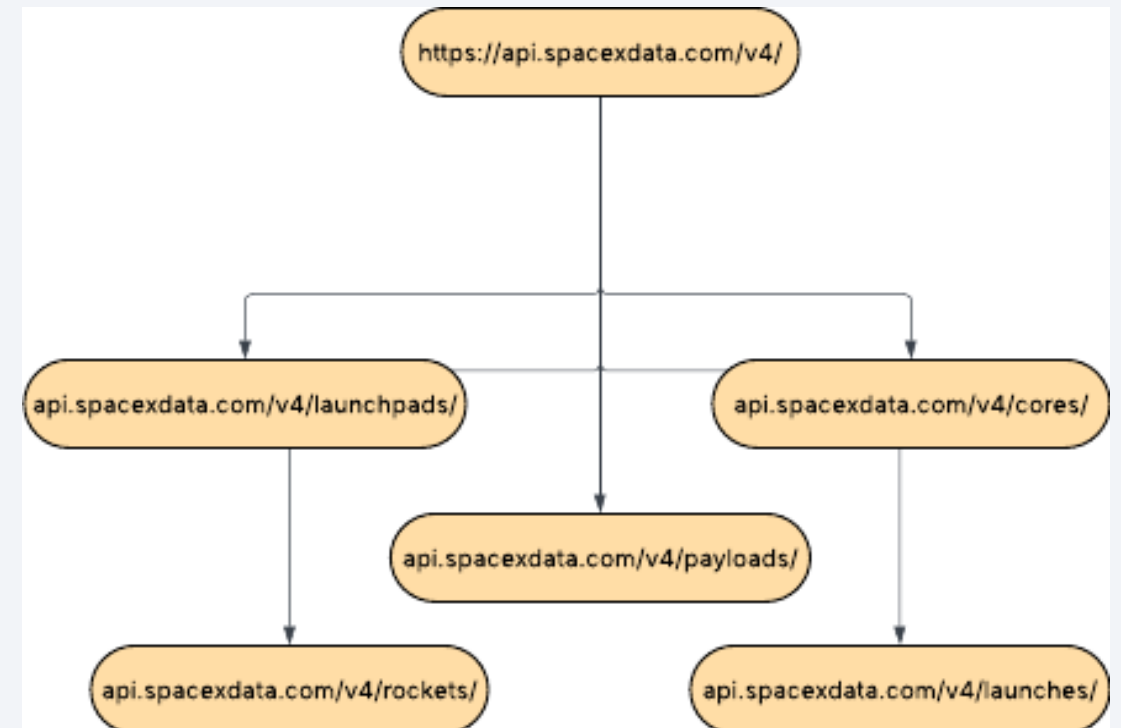 https://api.spacexdata.com/v4/
api.spacexdata.com/v4/launchpads/
api.spacexdata.com/v4/cores/
api.spacexdata.com/v4/payloads/
api.spacexdata.com/v4/rockets/
api.spacexdata.com/v4/launches/